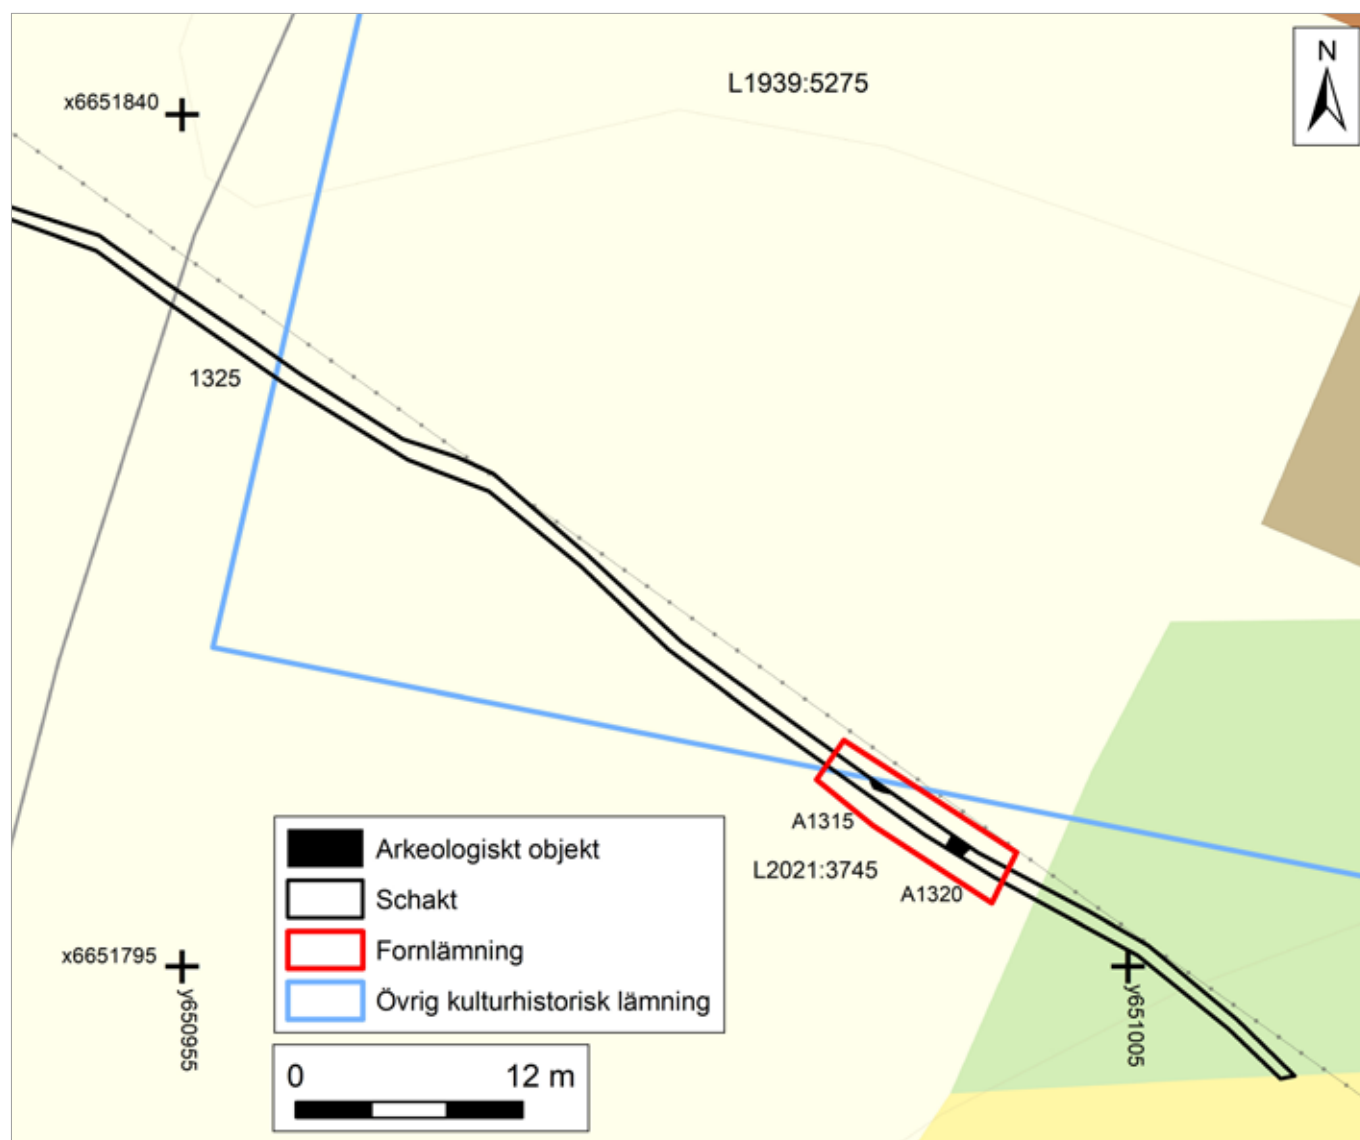 N
L1939:5275
x6651840
1325
A1315
L2021:3745
A1320
Arkeologiskt objekt
Schakt
Fornlämning
Övrig kulturhistorisk lämning
x6651795
y650955
y651005
0 12 m